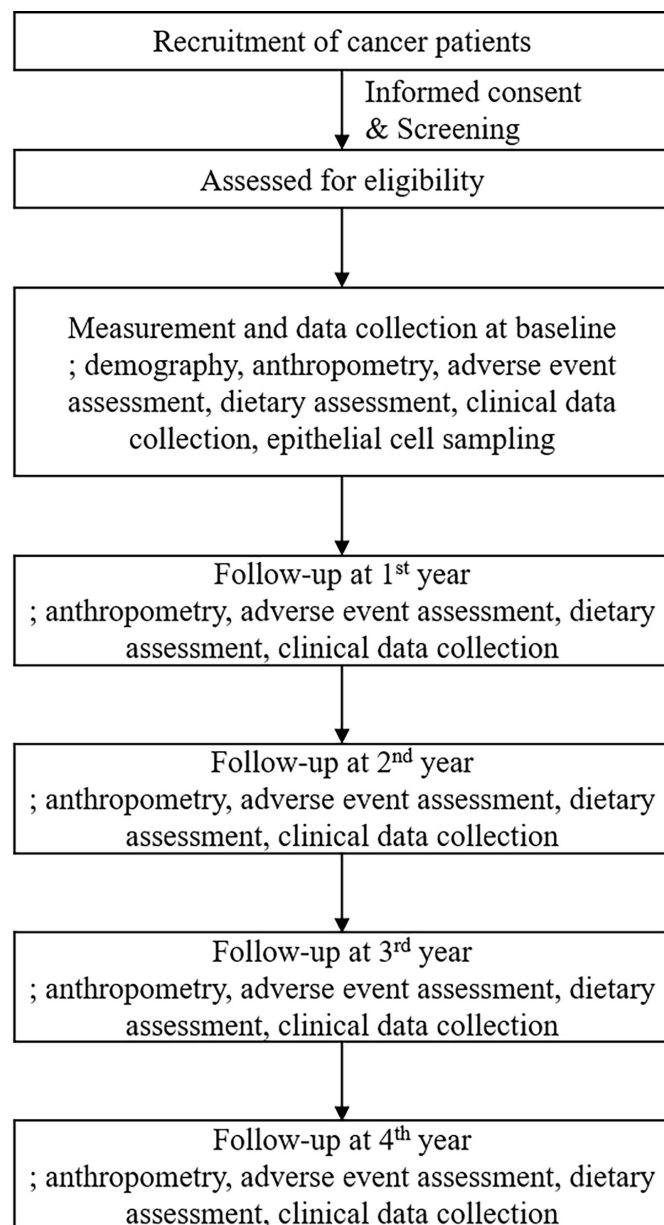 Recruitment of cancer patients
Informed consent
& Screening
Assessed for eligibility
Measurement and data collection at baseline
; demography, anthropometry, adverse event
assessment, dietary assessment, clinical data
collection, epithelial cell sampling
Follow-up at 1st year
; anthropometry, adverse event assessment, dietary
assessment, clinical data collection
Follow-up at 2nd year
; anthropometry, adverse event assessment, dietary
assessment, clinical data collection
Follow-up at 3rd year
; anthropometry, adverse event assessment, dietary
assessment, clinical data collection
Follow-up at 4th year
; anthropometry, adverse event assessment, dietary
assessment, clinical data collection